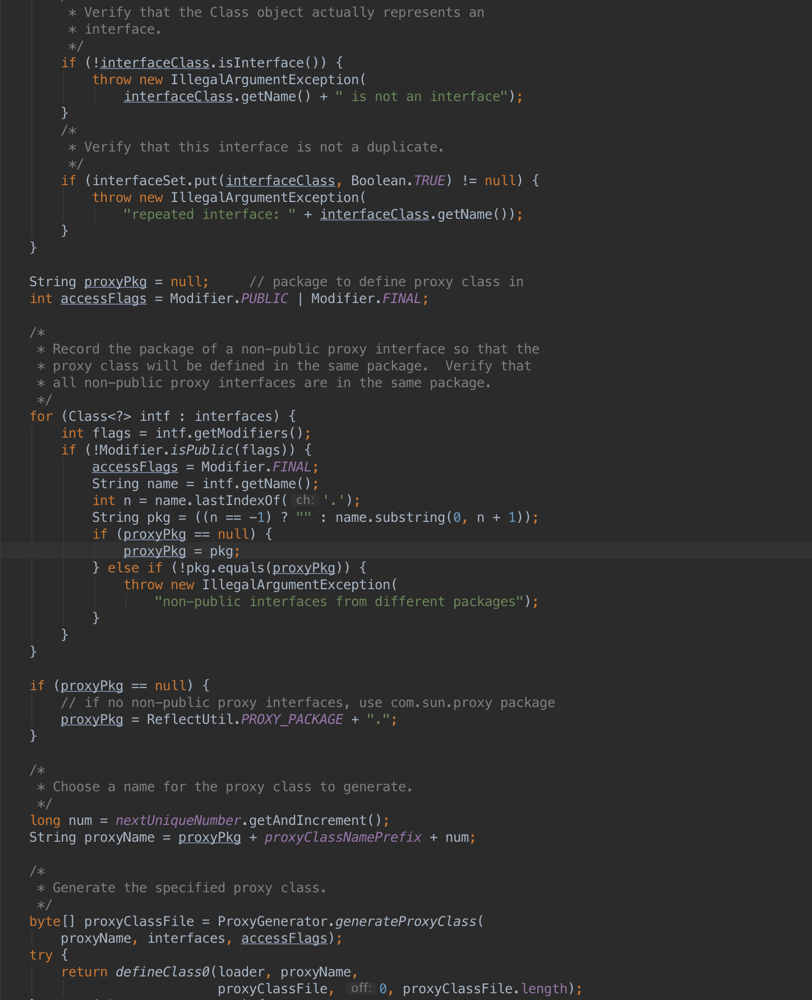 * Verify that the Class object actually represents an
* interface.
*/
if (!interfaceClass.isInterface()) {
throw new IllegalArgumentException(
interfaceClass.getName() + " is not an interface");
}
/*
* Verify that this interface is not a duplicate.
*/
if (interfaceSet.put(interfaceClass, Boolean.TRUE) != null) {
throw new IllegalArgumentException(
"repeated interface: " + interfaceClass.getName());
}
}
String proxyPkg = null;     // package to define proxy class in
int accessFlags = Modifier.PUBLIC | Modifier.FINAL;
/*
* Record the package of a non-public proxy interface so that the
* proxy class will be defined in the same package.  Verify that
* all non-public proxy interfaces are in the same package.
*/
for (Class<?> intf : interfaces) {
int flags = intf.getModifiers();
if (!Modifier.isPublic(flags)) {
accessFlags = Modifier.FINAL;
String name = intf.getName();
int n = name.lastIndexOf( ch: '.');
String pkg = ((n == -1) ? "" : name.substring(0, n + 1));
if (proxyPkg == null) {
proxyPkg = pkg;
} else if (!pkg.equals(proxyPkg)) {
throw new IllegalArgumentException(
"non-public interfaces from different packages");
}
}
}
if (proxyPkg == null) {
// if no non-public proxy interfaces, use com.sun.proxy package
proxyPkg = ReflectUtil.PROXY_PACKAGE + ".";
}
/*
* Choose a name for the proxy class to generate.
*/
long num = nextUniqueNumber.getAndIncrement();
String proxyName = proxyPkg + proxyClassNamePrefix + num;
/*
* Generate the specified proxy class.
*/
byte[] proxyClassFile = ProxyGenerator.generateProxyClass(
proxyName, interfaces, accessFlags);
try {
return defineClass0(loader, proxyName,
proxyClassFile, off: 0, proxyClassFile.length);